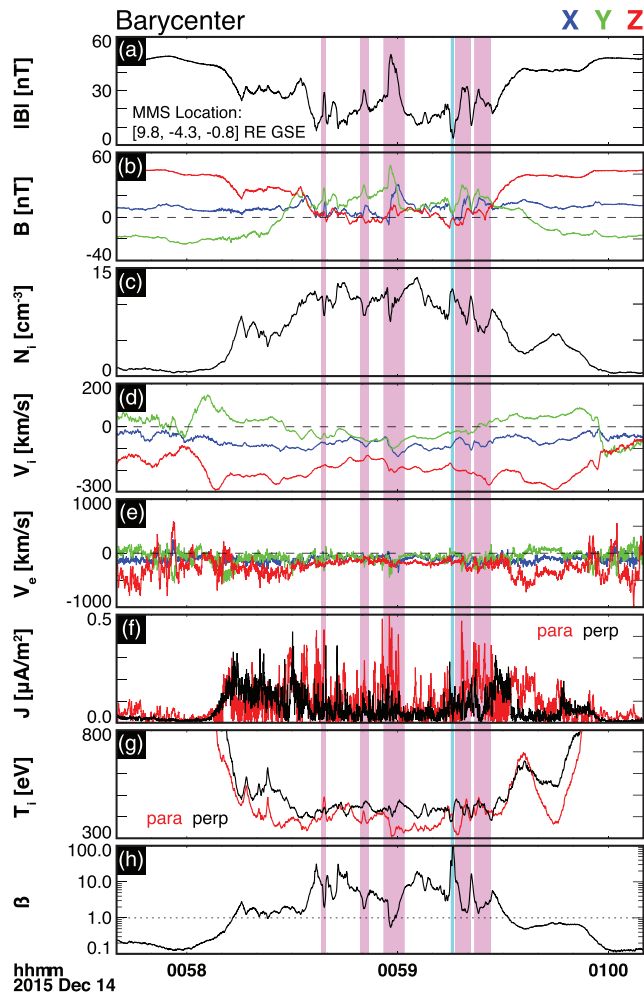 Barycenter X Y Z
(a)
|B| [nT]
60
30
0
MMS Location:
[9.8, -4.3, -0.8] RE GSE
(b)
B [nT]
60
0
-40
(c)
Nᵢ [cm⁻³]
15
0
(d)
Vᵢ [km/s]
200
0
-300
(e)
Vₑ [km/s]
1000
0
-1000
(f)
J [µA/m²]
0.5
0.0
para perp
(g)
Tᵢ [eV]
800
300
para perp
(h)
ß
100.0
10.0
1.0
0.1
hhmm 0058 0059 0100
2015 Dec 14